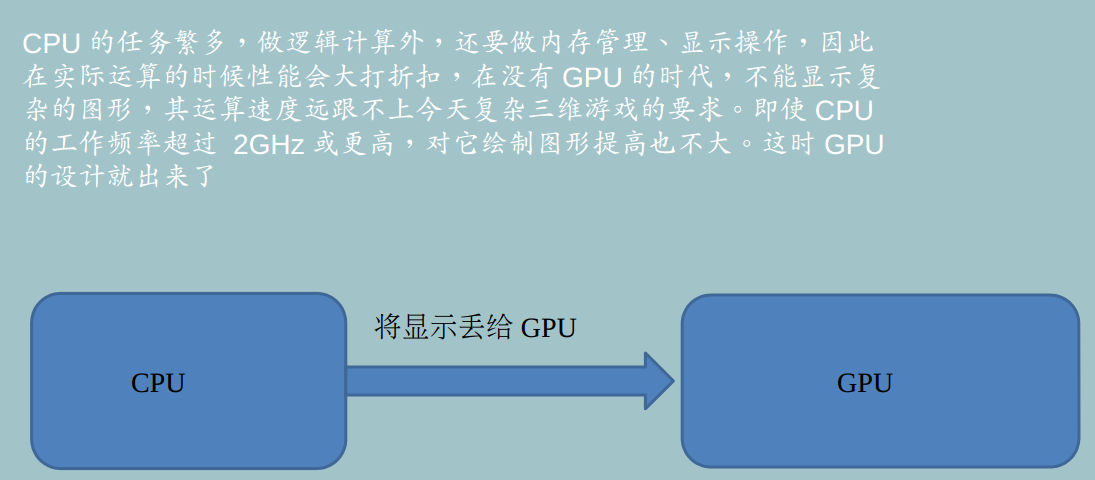 CPU 的任务繁多，做逻辑计算外，还要做内存管理、显示操作，因此
在实际运算的时候性能会大打折扣，在没有 GPU 的时代，不能显示复
杂的图形，其运算速度远跟不上今天复杂三维游戏的要求。即使 CPU
的工作频率超过 2GHz 或更高，对它绘制图形提高也不大。这时 GPU
的设计就出来了
将显示丢给 GPU
CPU
GPU